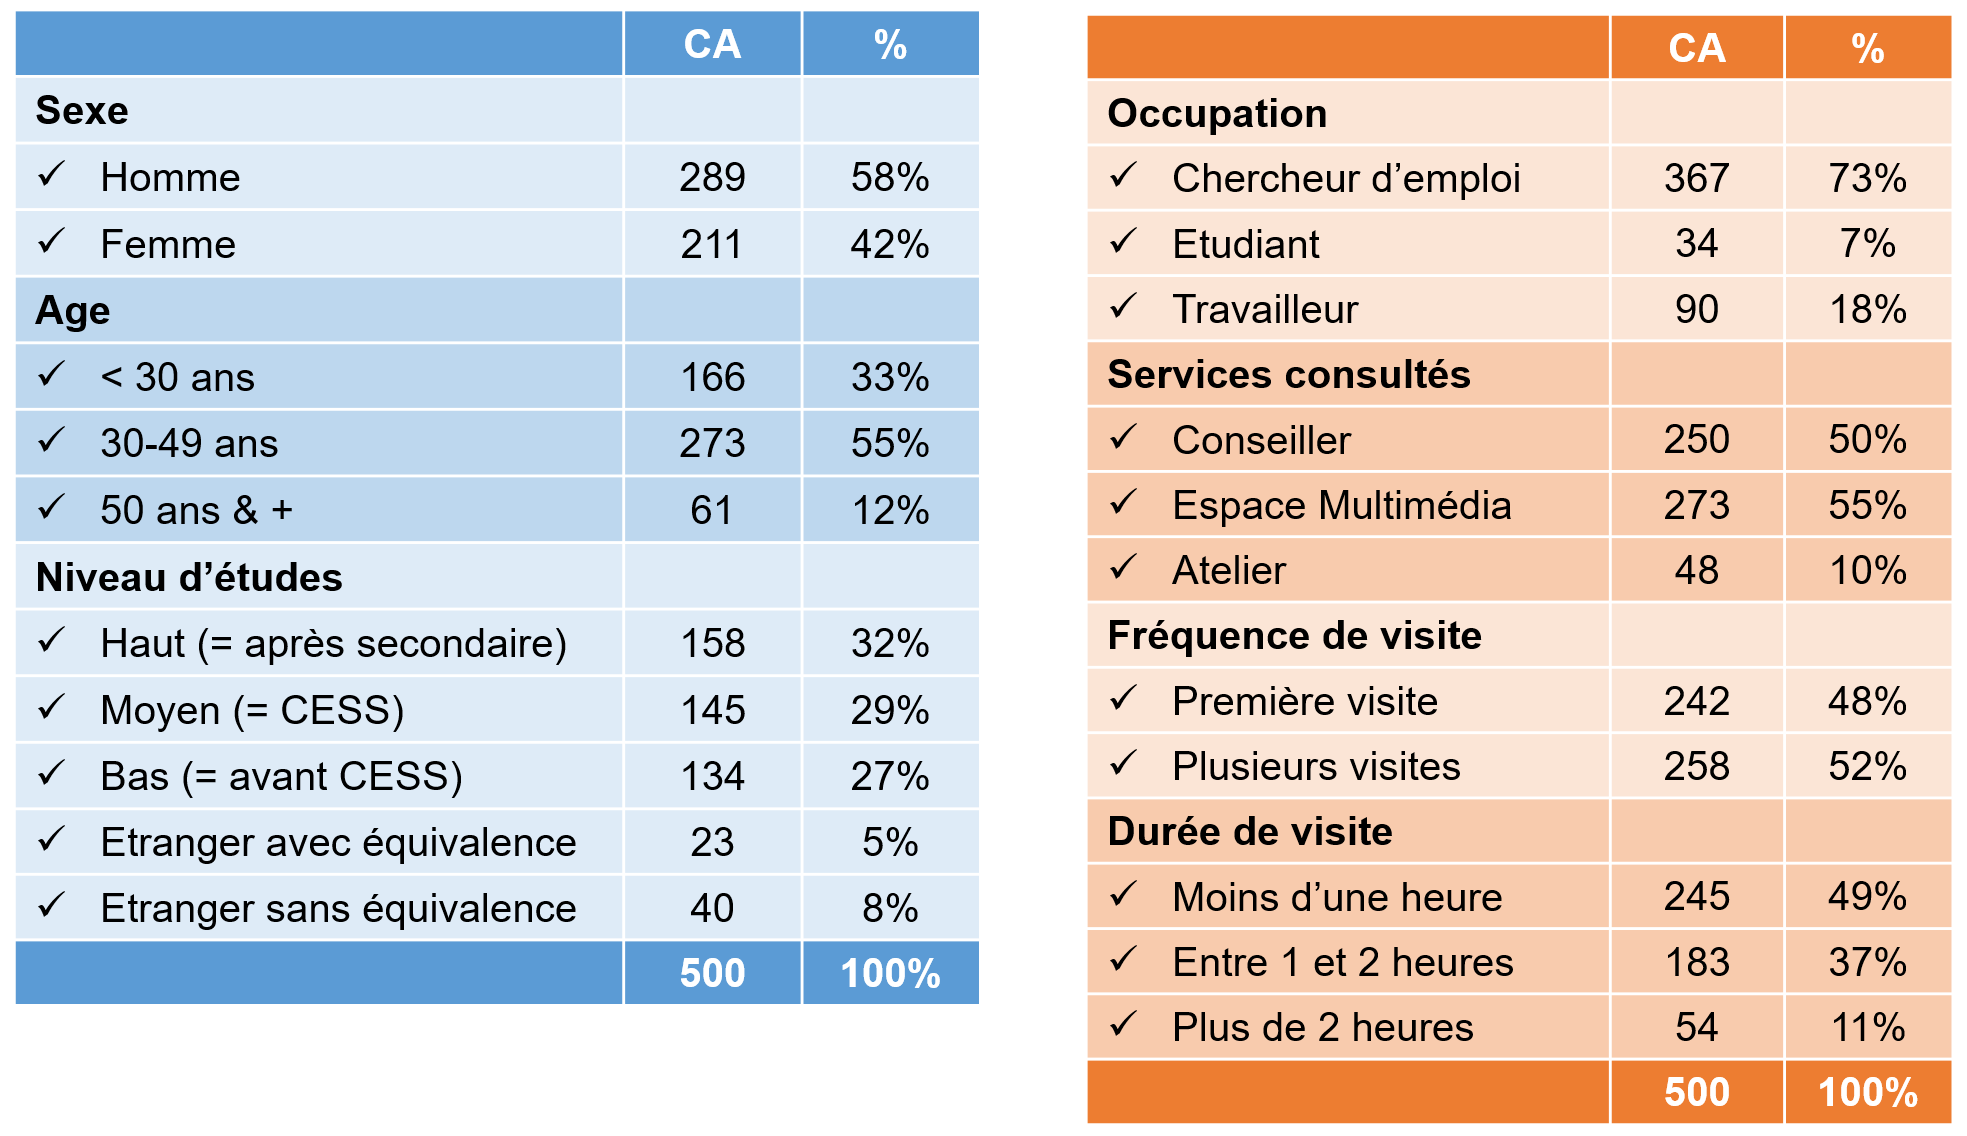 CA %
Sexe
✓ Homme 289 58%
✓ Femme 211 42%
Age
✓ < 30 ans 166 33%
✓ 30-49 ans 273 55%
✓ 50 ans & + 61 12%
Niveau d’études
✓ Haut (= après secondaire) 158 32%
✓ Moyen (= CESS) 145 29%
✓ Bas (= avant CESS) 134 27%
✓ Etranger avec équivalence 23 5%
✓ Etranger sans équivalence 40 8%
500 100%
CA %
Occupation
✓ Chercheur d’emploi 367 73%
✓ Etudiant 34 7%
✓ Travailleur 90 18%
Services consultés
✓ Conseiller 250 50%
✓ Espace Multimédia 273 55%
✓ Atelier 48 10%
Fréquence de visite
✓ Première visite 242 48%
✓ Plusieurs visites 258 52%
Durée de visite
✓ Moins d’une heure 245 49%
✓ Entre 1 et 2 heures 183 37%
✓ Plus de 2 heures 54 11%
500 100%